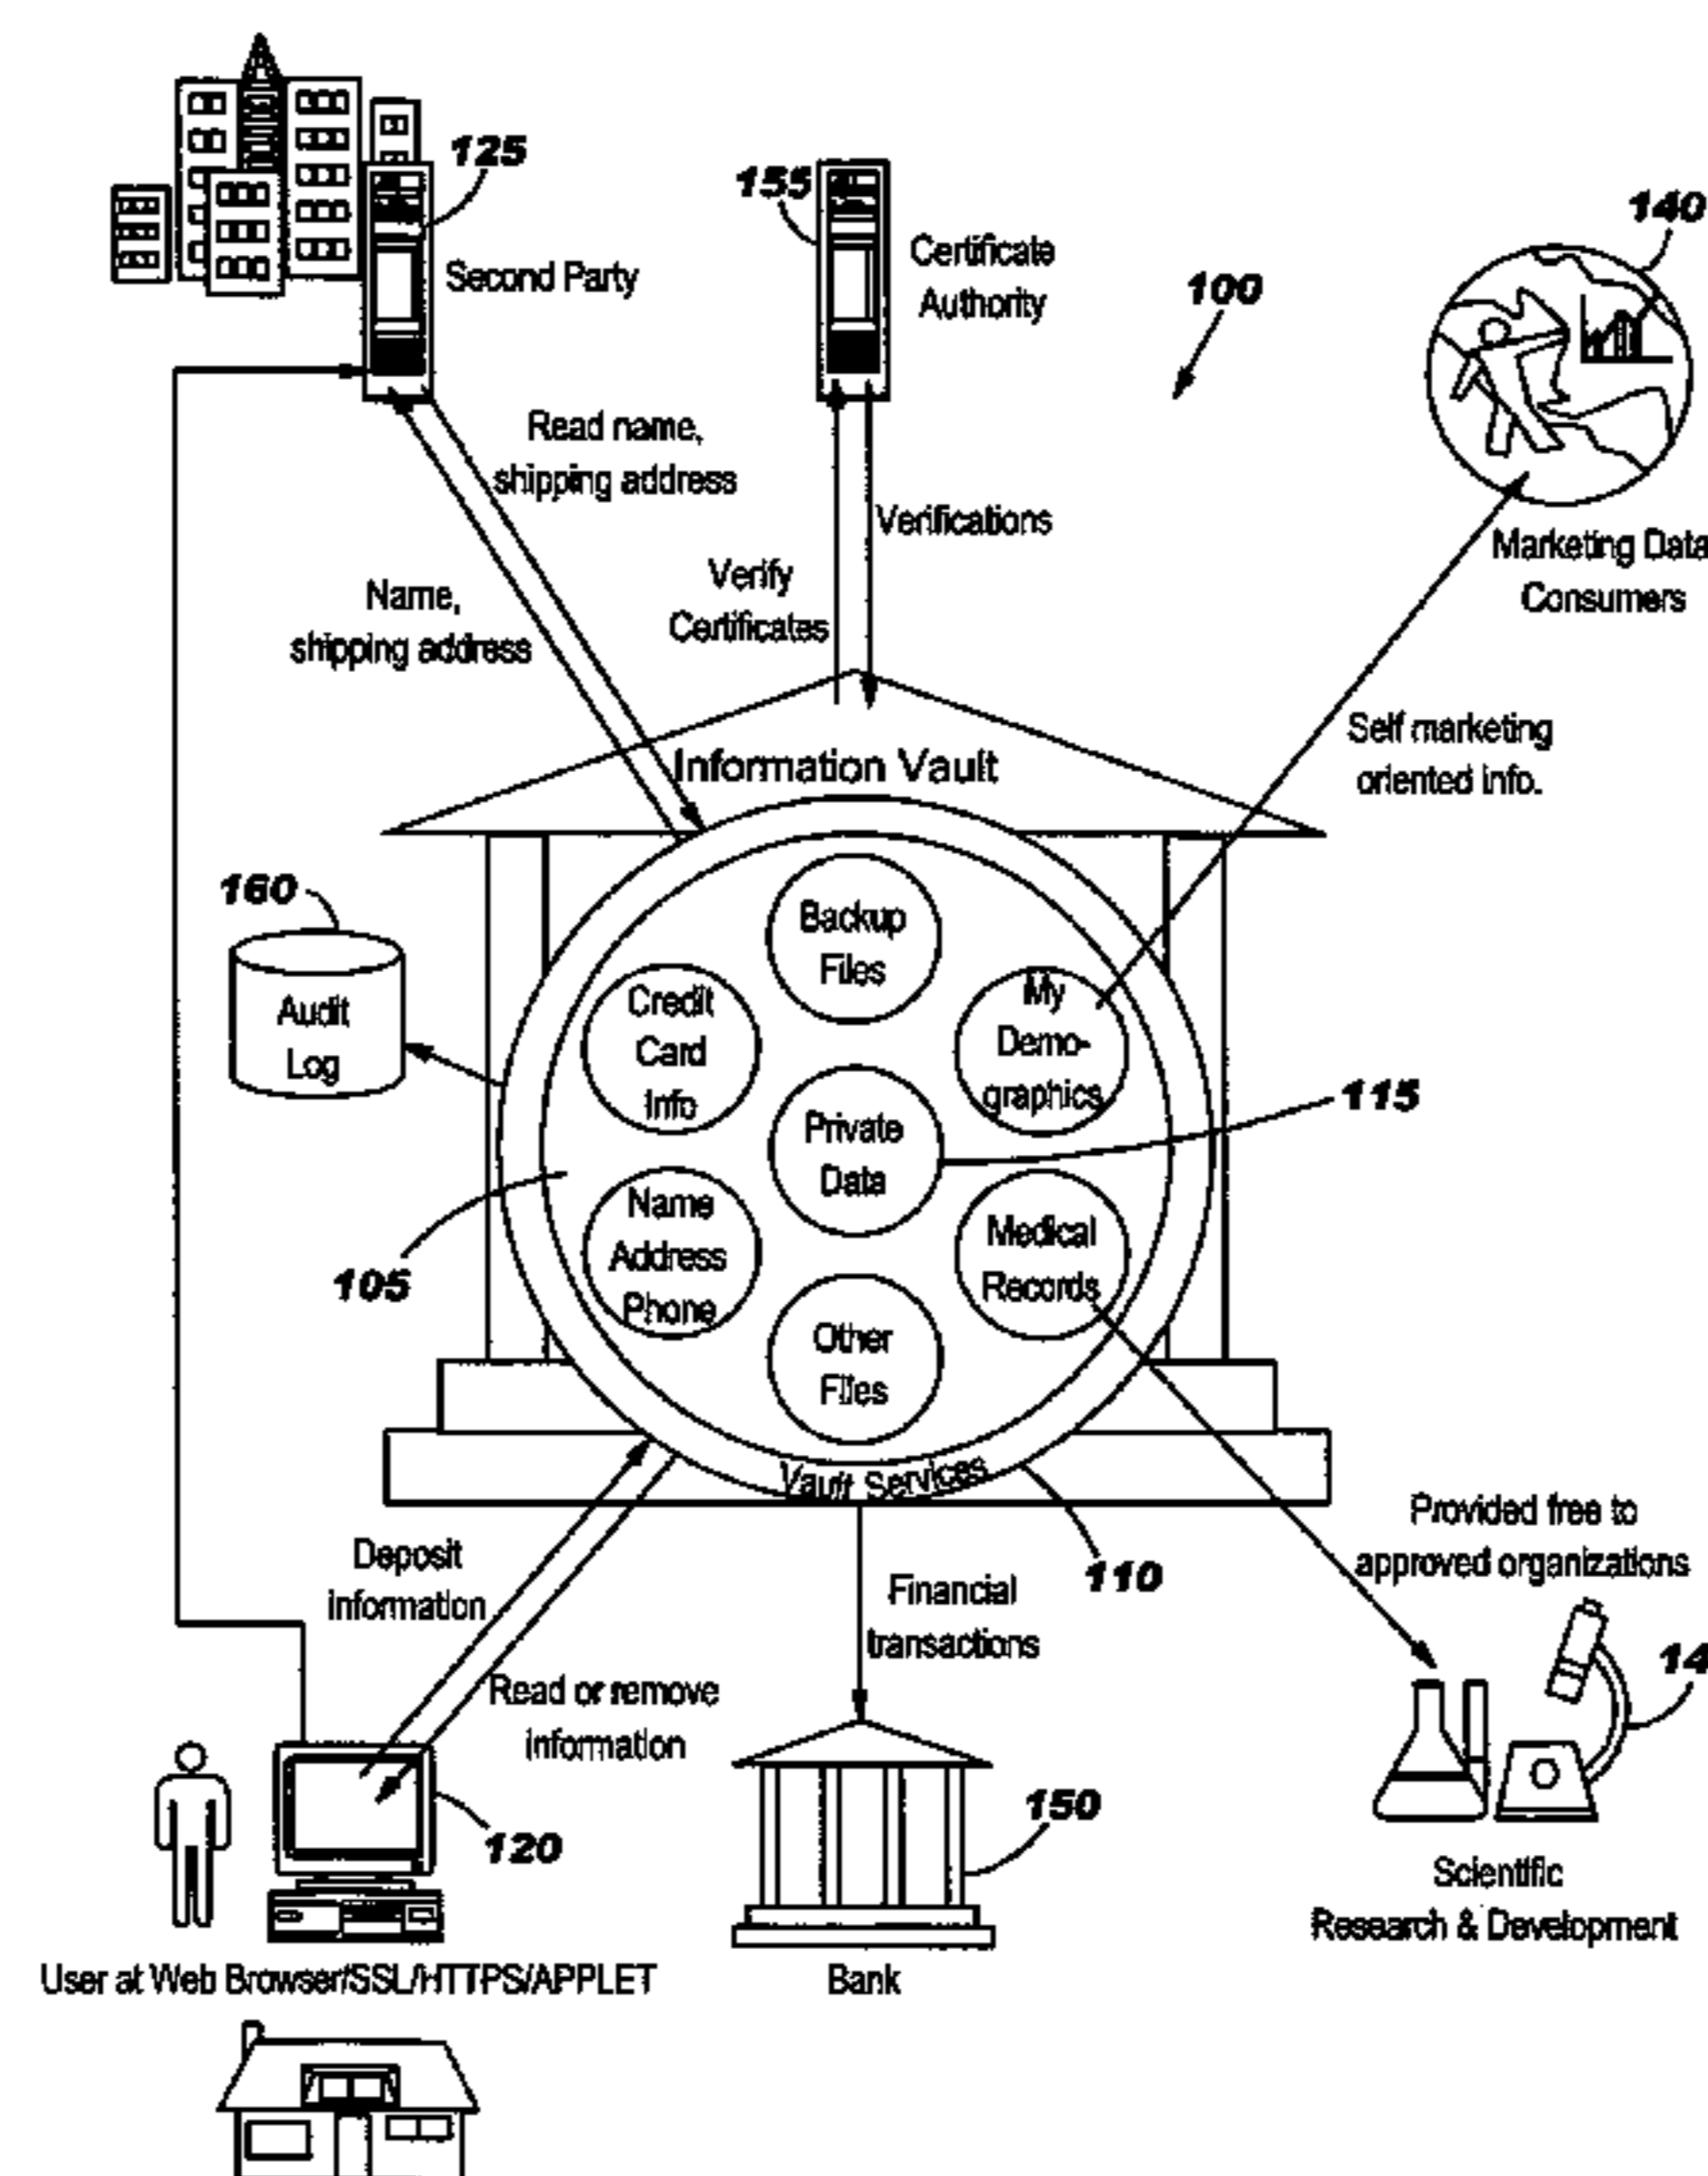 125
Second Party
155
Certificate
Authority
100
140
Read name,
shipping address
Verifications
Marketing Data
Consumers
Verify
Certificates
Name,
shipping address
Self marketing
oriented info.
Information Vault
160
Audit
Log
Backup
Files
Credit
Card
Info
My
Demo-
graphics
Private
Data
115
Name
Address
Phone
Medical
Records
105
Other
Files
Vault Services
110
Deposit
information
Financial
transactions
Provided free to
approved organizations
14
Read or remove
information
120
150
Scientific
Research & Development
User at Web Browser/SSL/HTTPS/APPLET
Bank